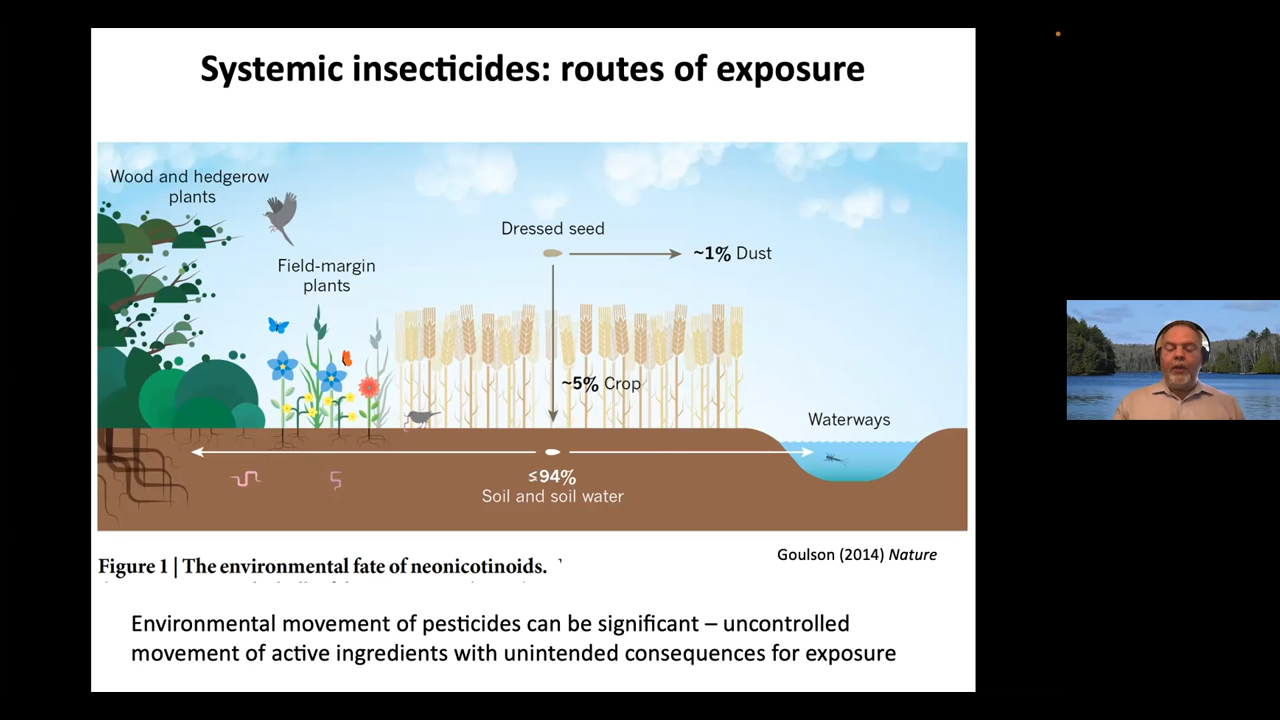 Systemic insecticides: routes of exposure
Wood and hedgerow
plants
Dressed seed
~1% Dust
Field-margin
plants
~5% Crop
Waterways
≤94%
Soil and soil water
Goulson (2014) Nature
Figure 1 | The environmental fate of neonicotinoids.
Environmental movement of pesticides can be significant – uncontrolled
movement of active ingredients with unintended consequences for exposure